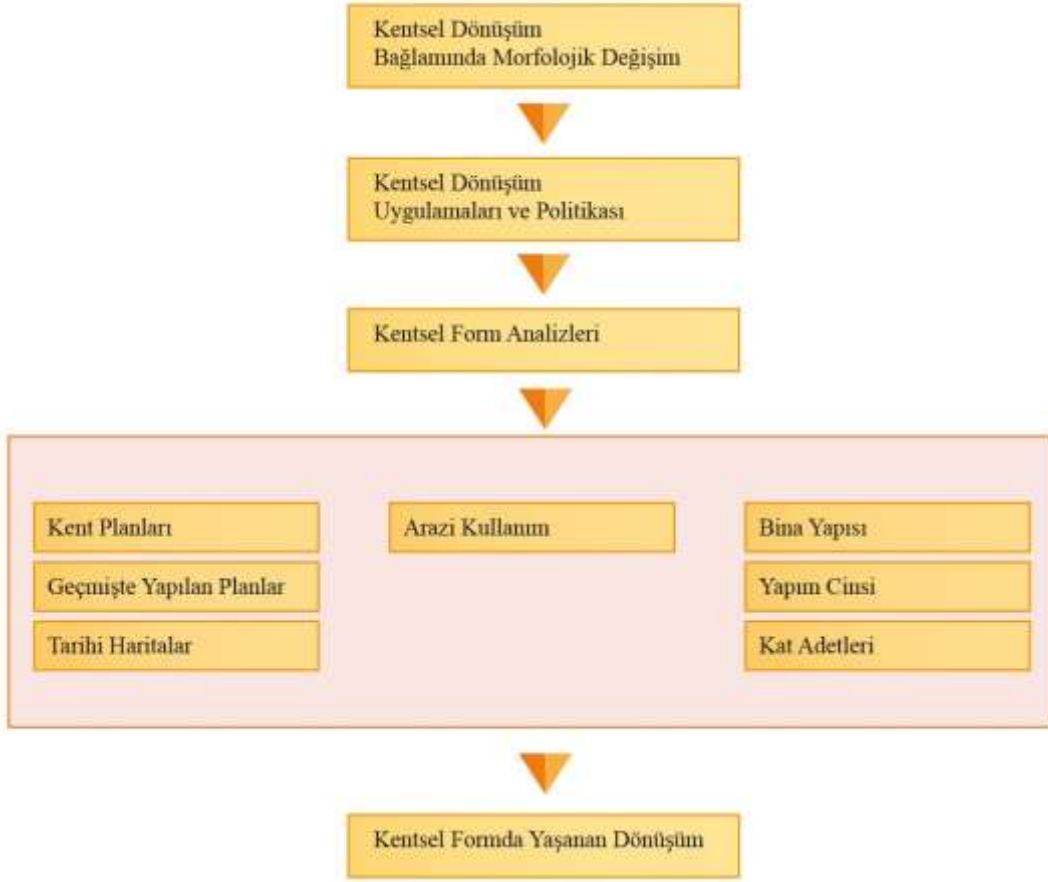 Kentsel Dönüşüm
Bağlamında Morfolojik Değişim
Kentsel Dönüşüm
Uygulamaları ve Politikası
Kentsel Form Analizleri
Kent Planları
Geçmişte Yapılan Planlar
Tarihi Haritalar
Arazi Kullanım
Bina Yapısı
Yapım Cinsi
Kat Adetleri
Kentsel Formda Yaşanan Dönüşüm